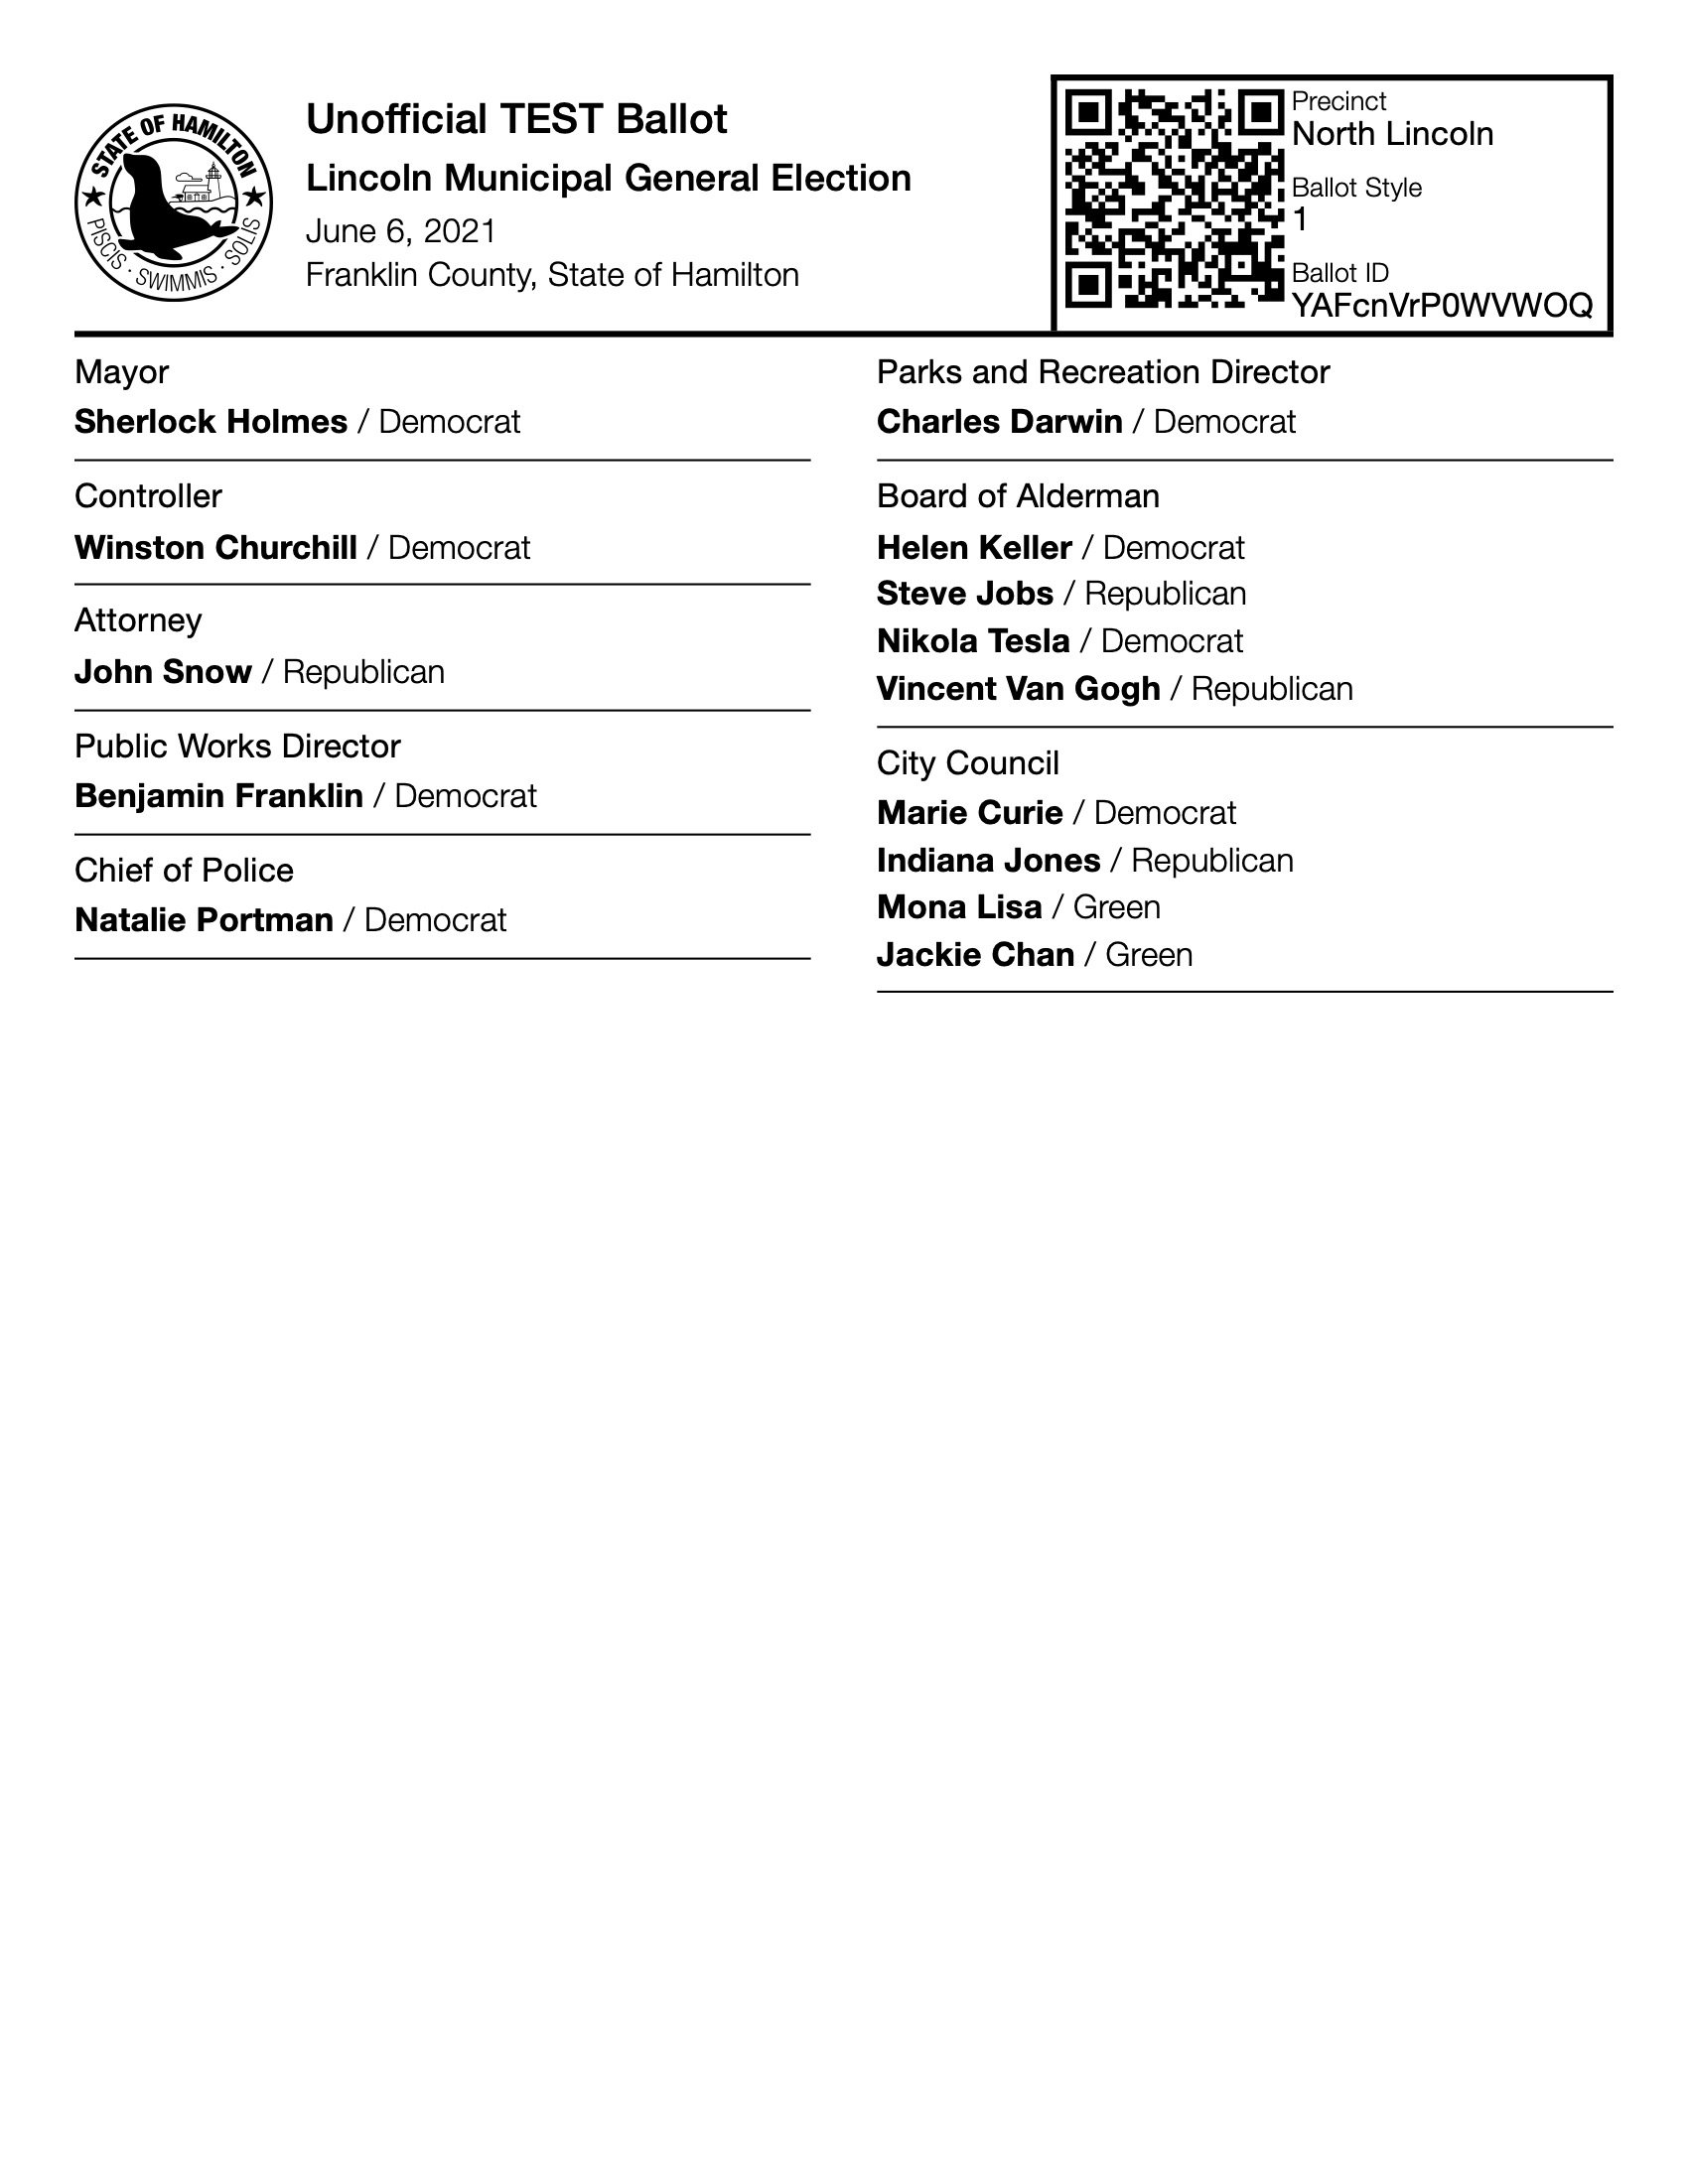 STATE OF HAMILTON
PISCIS · SWIMMIS · SOLIS
Unofficial TEST Ballot
Lincoln Municipal General Election
June 6, 2021
Franklin County, State of Hamilton
Precinct
North Lincoln
Ballot Style
1
Ballot ID
YAFcnVrP0WVWOQ
Mayor
Sherlock Holmes / Democrat
Controller
Winston Churchill / Democrat
Attorney
John Snow / Republican
Public Works Director
Benjamin Franklin / Democrat
Chief of Police
Natalie Portman / Democrat
Parks and Recreation Director
Charles Darwin / Democrat
Board of Alderman
Helen Keller / Democrat
Steve Jobs / Republican
Nikola Tesla / Democrat
Vincent Van Gogh / Republican
City Council
Marie Curie / Democrat
Indiana Jones / Republican
Mona Lisa / Green
Jackie Chan / Green